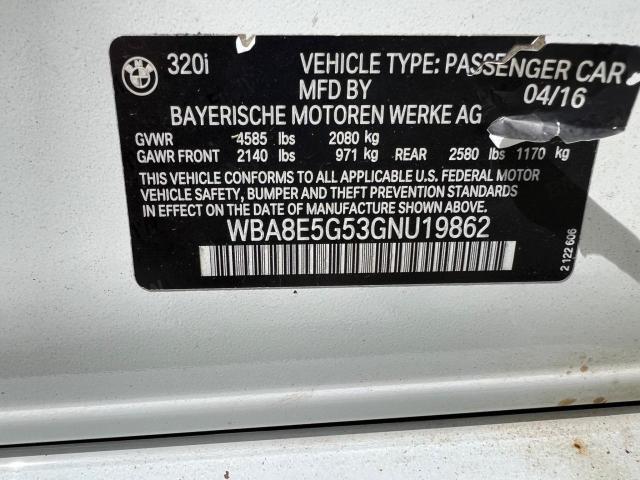 320i VEHICLE TYPE: PASSENGER CAR
MFD BY 04/16
BAYERISCHE MOTOREN WERKE AG
GVWR 4585 lbs 2080 kg
GAWR FRONT 2140 lbs 971 kg REAR 2580 lbs 1170 kg
THIS VEHICLE CONFORMS TO ALL APPLICABLE U.S. FEDERAL MOTOR
VEHICLE SAFETY, BUMPER AND THEFT PREVENTION STANDARDS
IN EFFECT ON THE DATE OF MANUFACTURE SHOWN ABOVE.
WBA8E5G53GNU19862
2 122 606